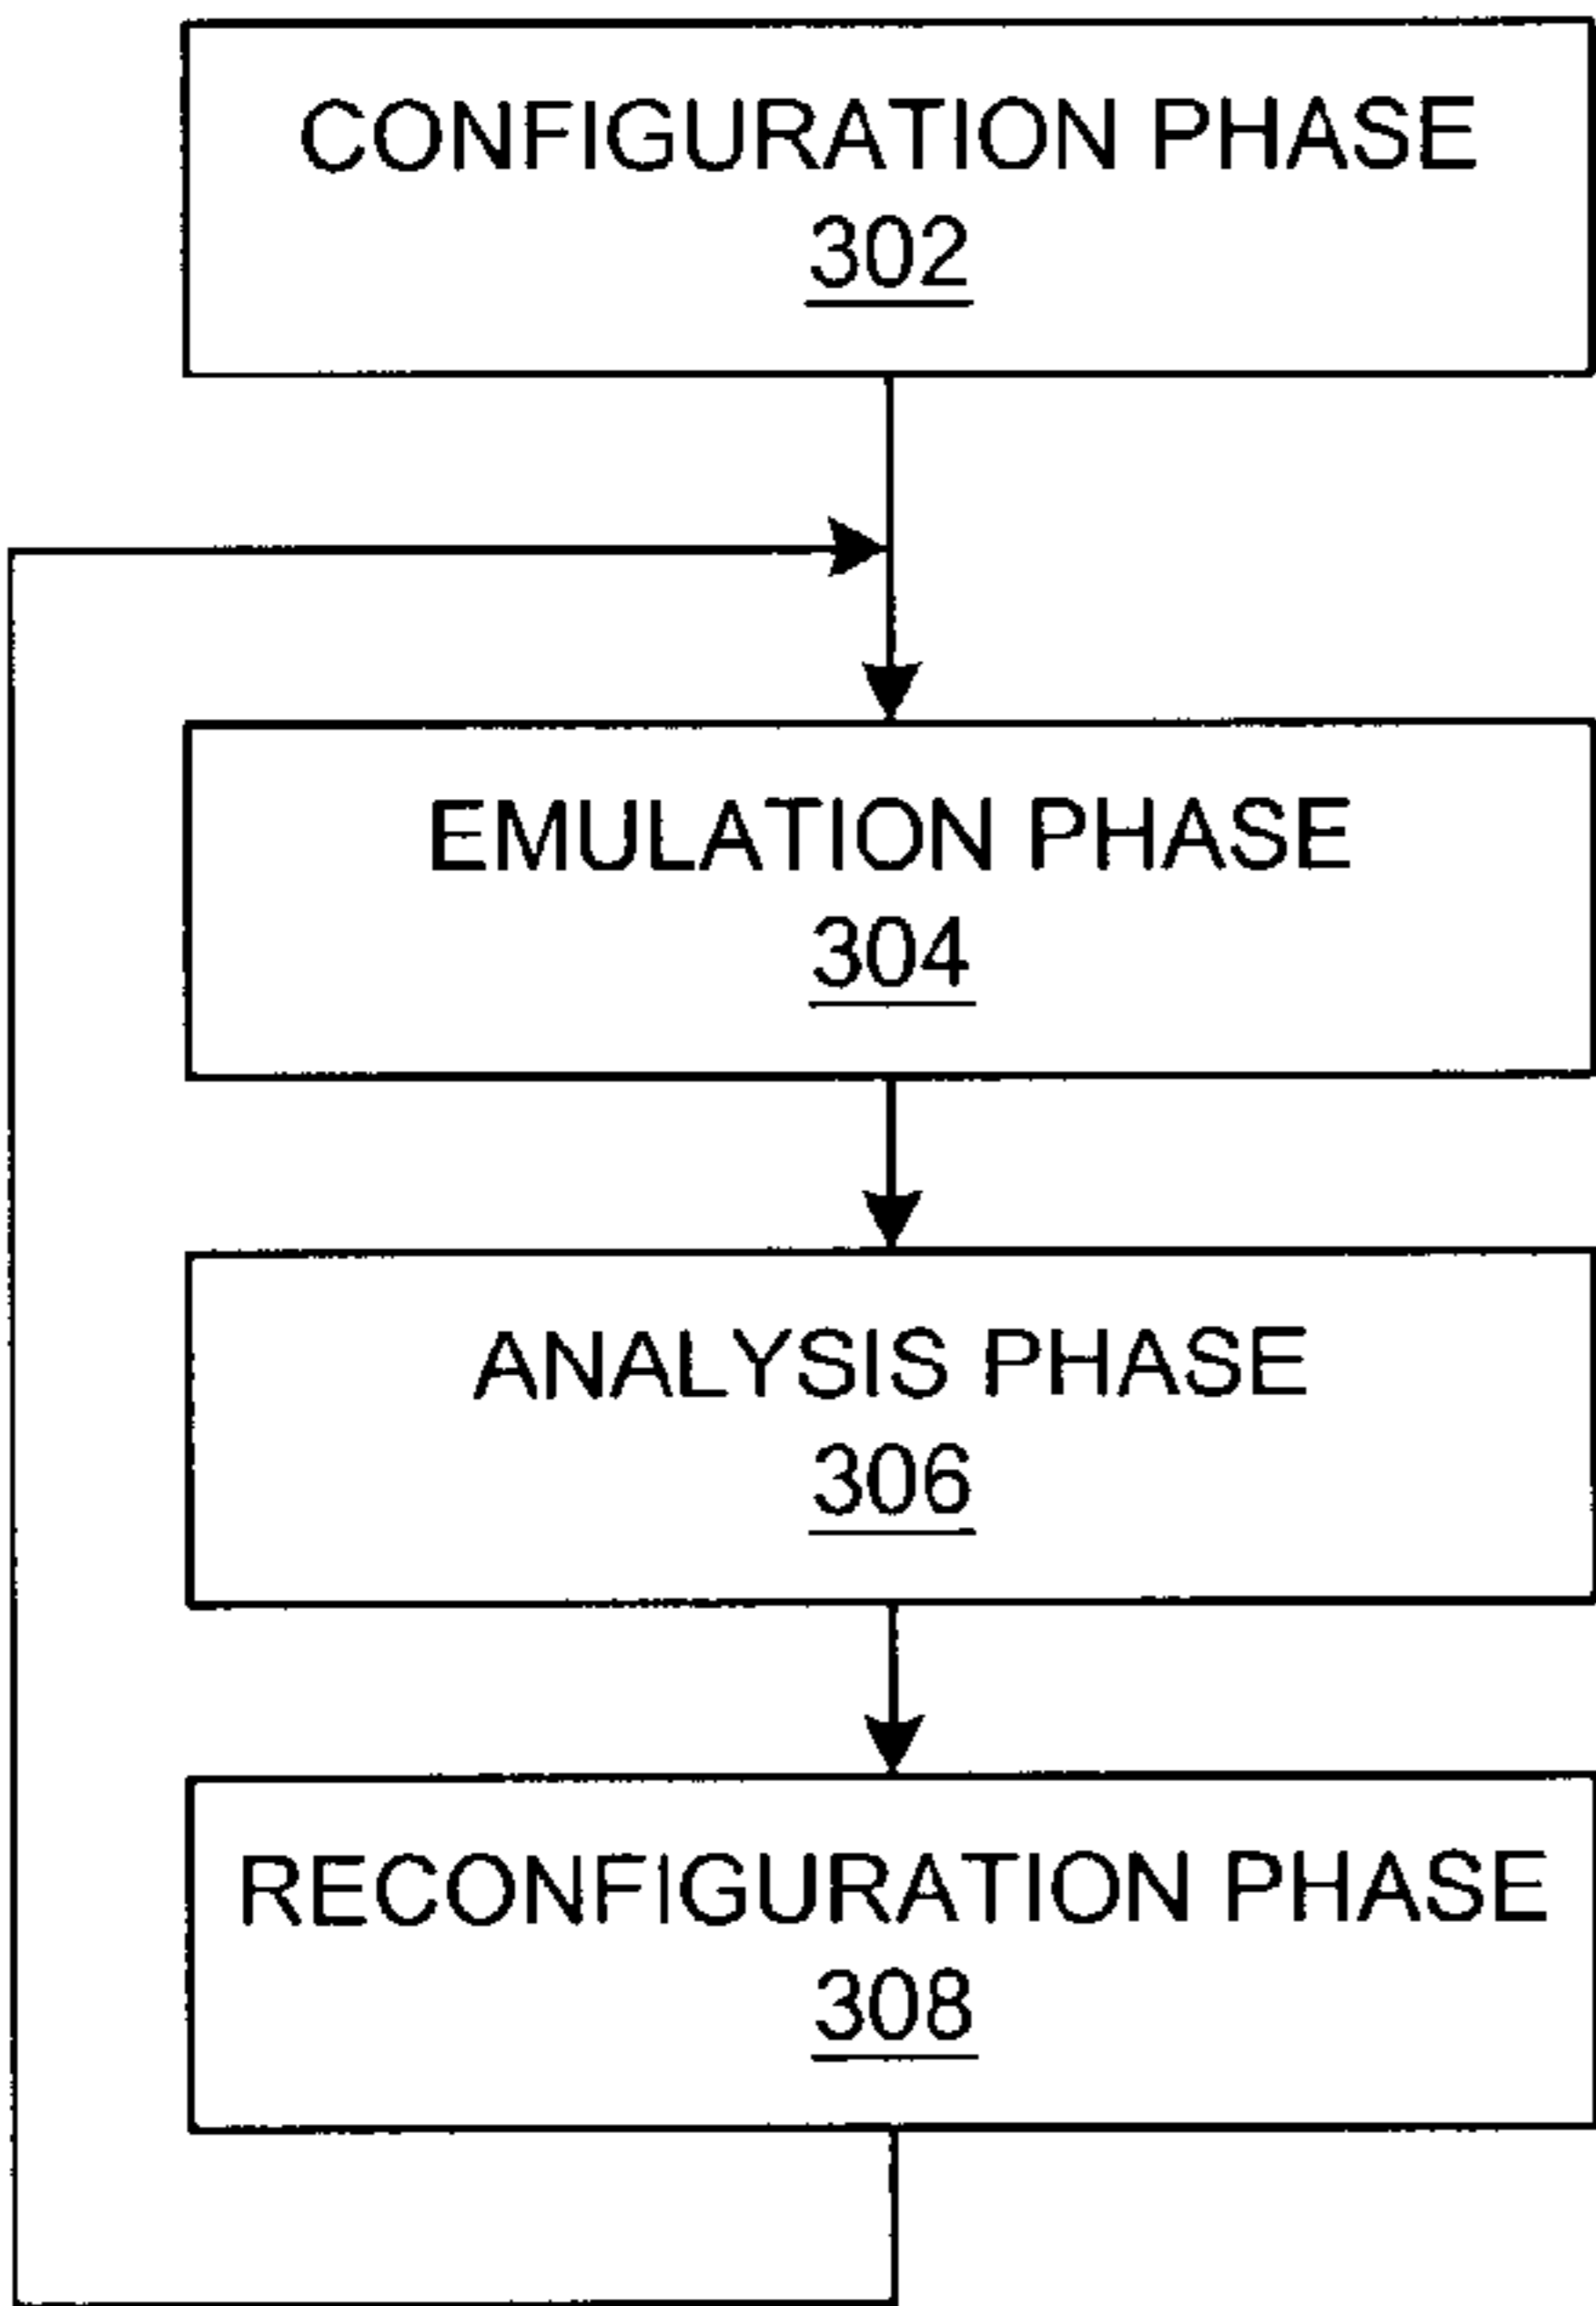 CONFIGURATION PHASE
302
EMULATION PHASE
304
ANALYSIS PHASE
306
RECONFIGURATION PHASE
308